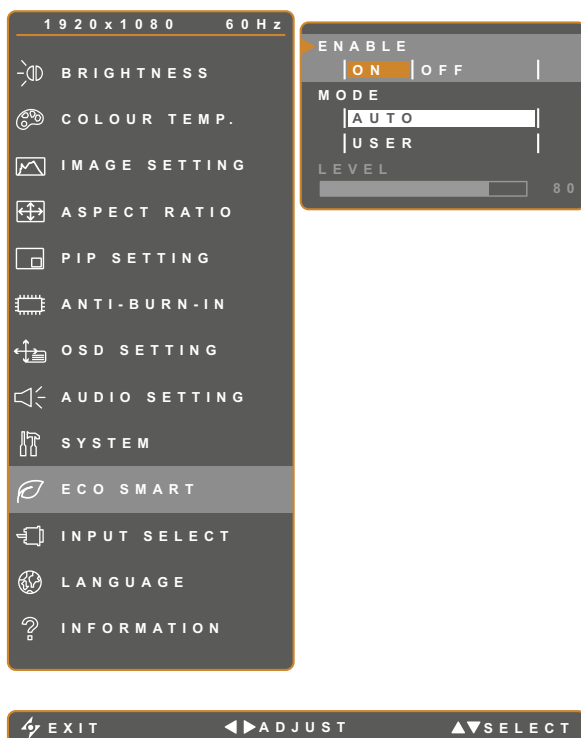 1920x1080 60Hz
BRIGHTNESS
COLOUR TEMP.
IMAGE SETTING
ASPECT RATIO
PIP SETTING
ANTI-BURN-IN
OSD SETTING
AUDIO SETTING
SYSTEM
ECO SMART
INPUT SELECT
LANGUAGE
INFORMATION
ENABLE
ON OFF
MODE
AUTO
USER
LEVEL
80
EXIT ADJUST SELECT